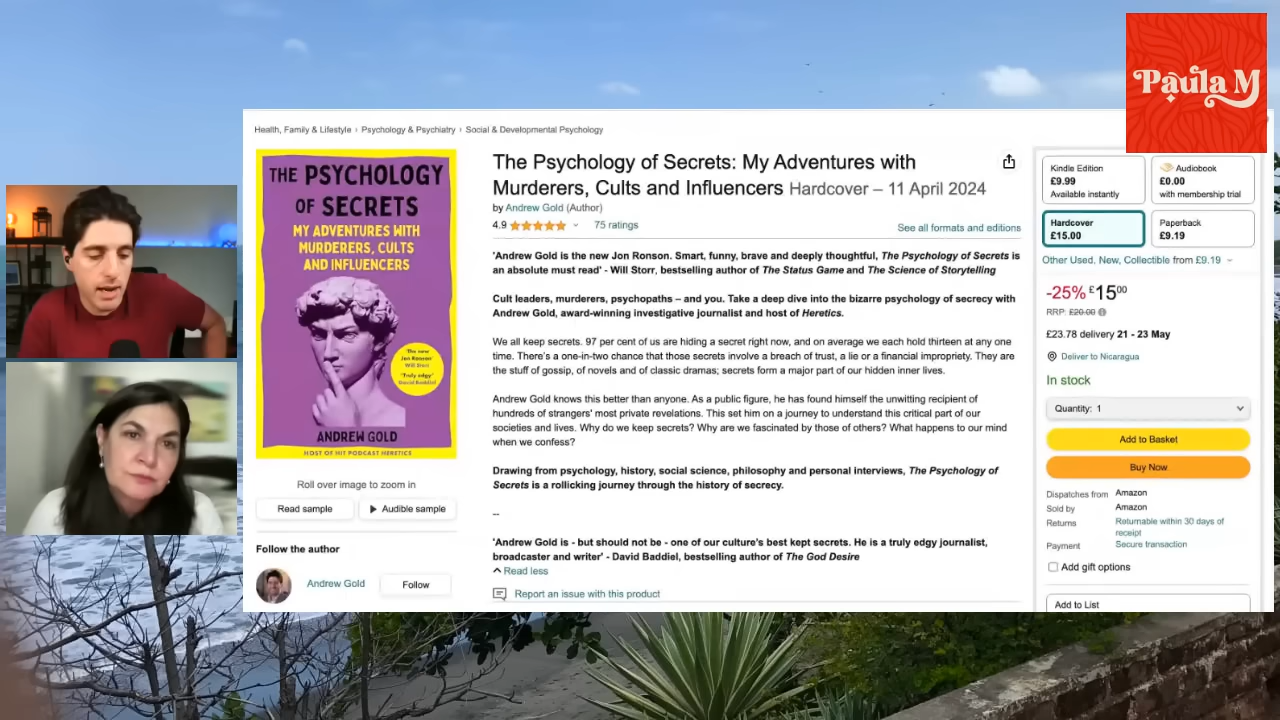 Paula M
Health, Family & Lifestyle › Psychology & Psychiatry › Social & Developmental Psychology
THE PSYCHOLOGY
OF SECRETS
MY ADVENTURES WITH
MURDERERS, CULTS
AND INFLUENCERS
'The new
Jon Ronson'
Will Storr
'Truly edgy'
David Baddiel
ANDREW GOLD
HOST OF HIT PODCAST HERETICS
Roll over image to zoom in
Read sample
Audible sample
Follow the author
Andrew Gold
Follow
The Psychology of Secrets: My Adventures with
Murderers, Cults and Influencers Hardcover – 11 April 2024
by Andrew Gold (Author)
4.9 75 ratings
See all formats and editions
'Andrew Gold is the new Jon Ronson. Smart, funny, brave and deeply thoughtful, The Psychology of Secrets is
an absolute must read' - Will Storr, bestselling author of The Status Game and The Science of Storytelling
Cult leaders, murderers, psychopaths – and you. Take a deep dive into the bizarre psychology of secrecy with
Andrew Gold, award-winning investigative journalist and host of Heretics.
We all keep secrets. 97 per cent of us are hiding a secret right now, and on average we each hold thirteen at any one
time. There's a one-in-two chance that those secrets involve a breach of trust, a lie or a financial impropriety. They are
the stuff of gossip, of novels and of classic dramas; secrets form a major part of our hidden inner lives.
Andrew Gold knows this better than anyone. As a public figure, he has found himself the unwitting recipient of
hundreds of strangers' most private revelations. This set him on a journey to understand this critical part of our
societies and lives. Why do we keep secrets? Why are we fascinated by those of others? What happens to our mind
when we confess?
Drawing from psychology, history, social science, philosophy and personal interviews, The Psychology of
Secrets is a rollicking journey through the history of secrecy.
--
'Andrew Gold is - but should not be - one of our culture's best kept secrets. He is a truly edgy journalist,
broadcaster and writer' - David Baddiel, bestselling author of The God Desire
Read less
Report an issue with this product
Kindle Edition
£9.99
Available instantly
Audiobook
£0.00
with membership trial
Hardcover
£15.00
Paperback
£9.19
Other Used, New, Collectible from £9.19
-25% £15 00
RRP: £20.00
£23.78 delivery 21 - 23 May
Deliver to Nicaragua
In stock
Quantity: 1
Add to Basket
Buy Now
Dispatches from Amazon
Sold by Amazon
Returns Returnable within 30 days of
receipt
Payment Secure transaction
Add gift options
Add to List